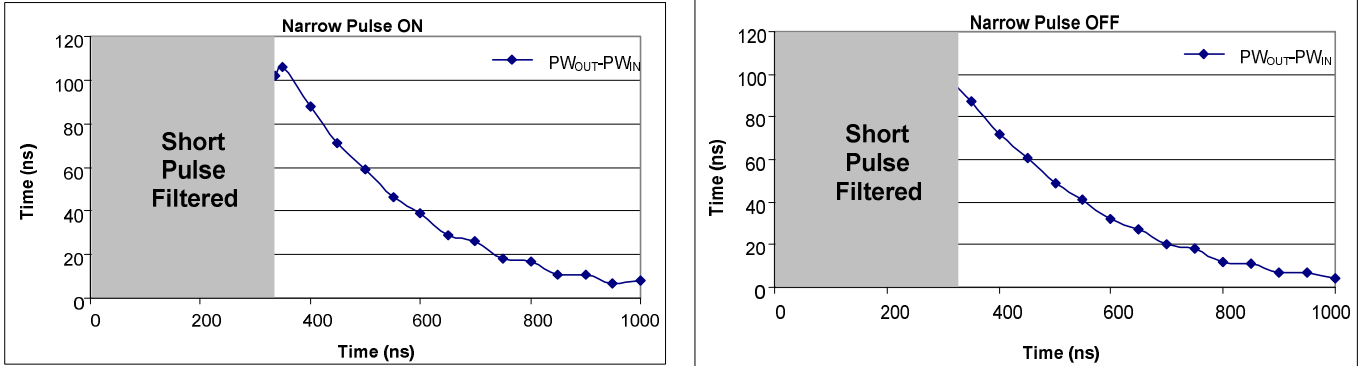 Narrow Pulse ON
120
100
80
60
40
20
0
Time (ns)
PWOUT-PWIN
Short
Pulse
Filtered
0 200 400 600 800 1000
Time (ns)
Narrow Pulse OFF
120
100
80
60
40
20
0
Time (ns)
PWOUT-PWIN
Short
Pulse
Filtered
0 200 400 600 800 1000
Time (ns)